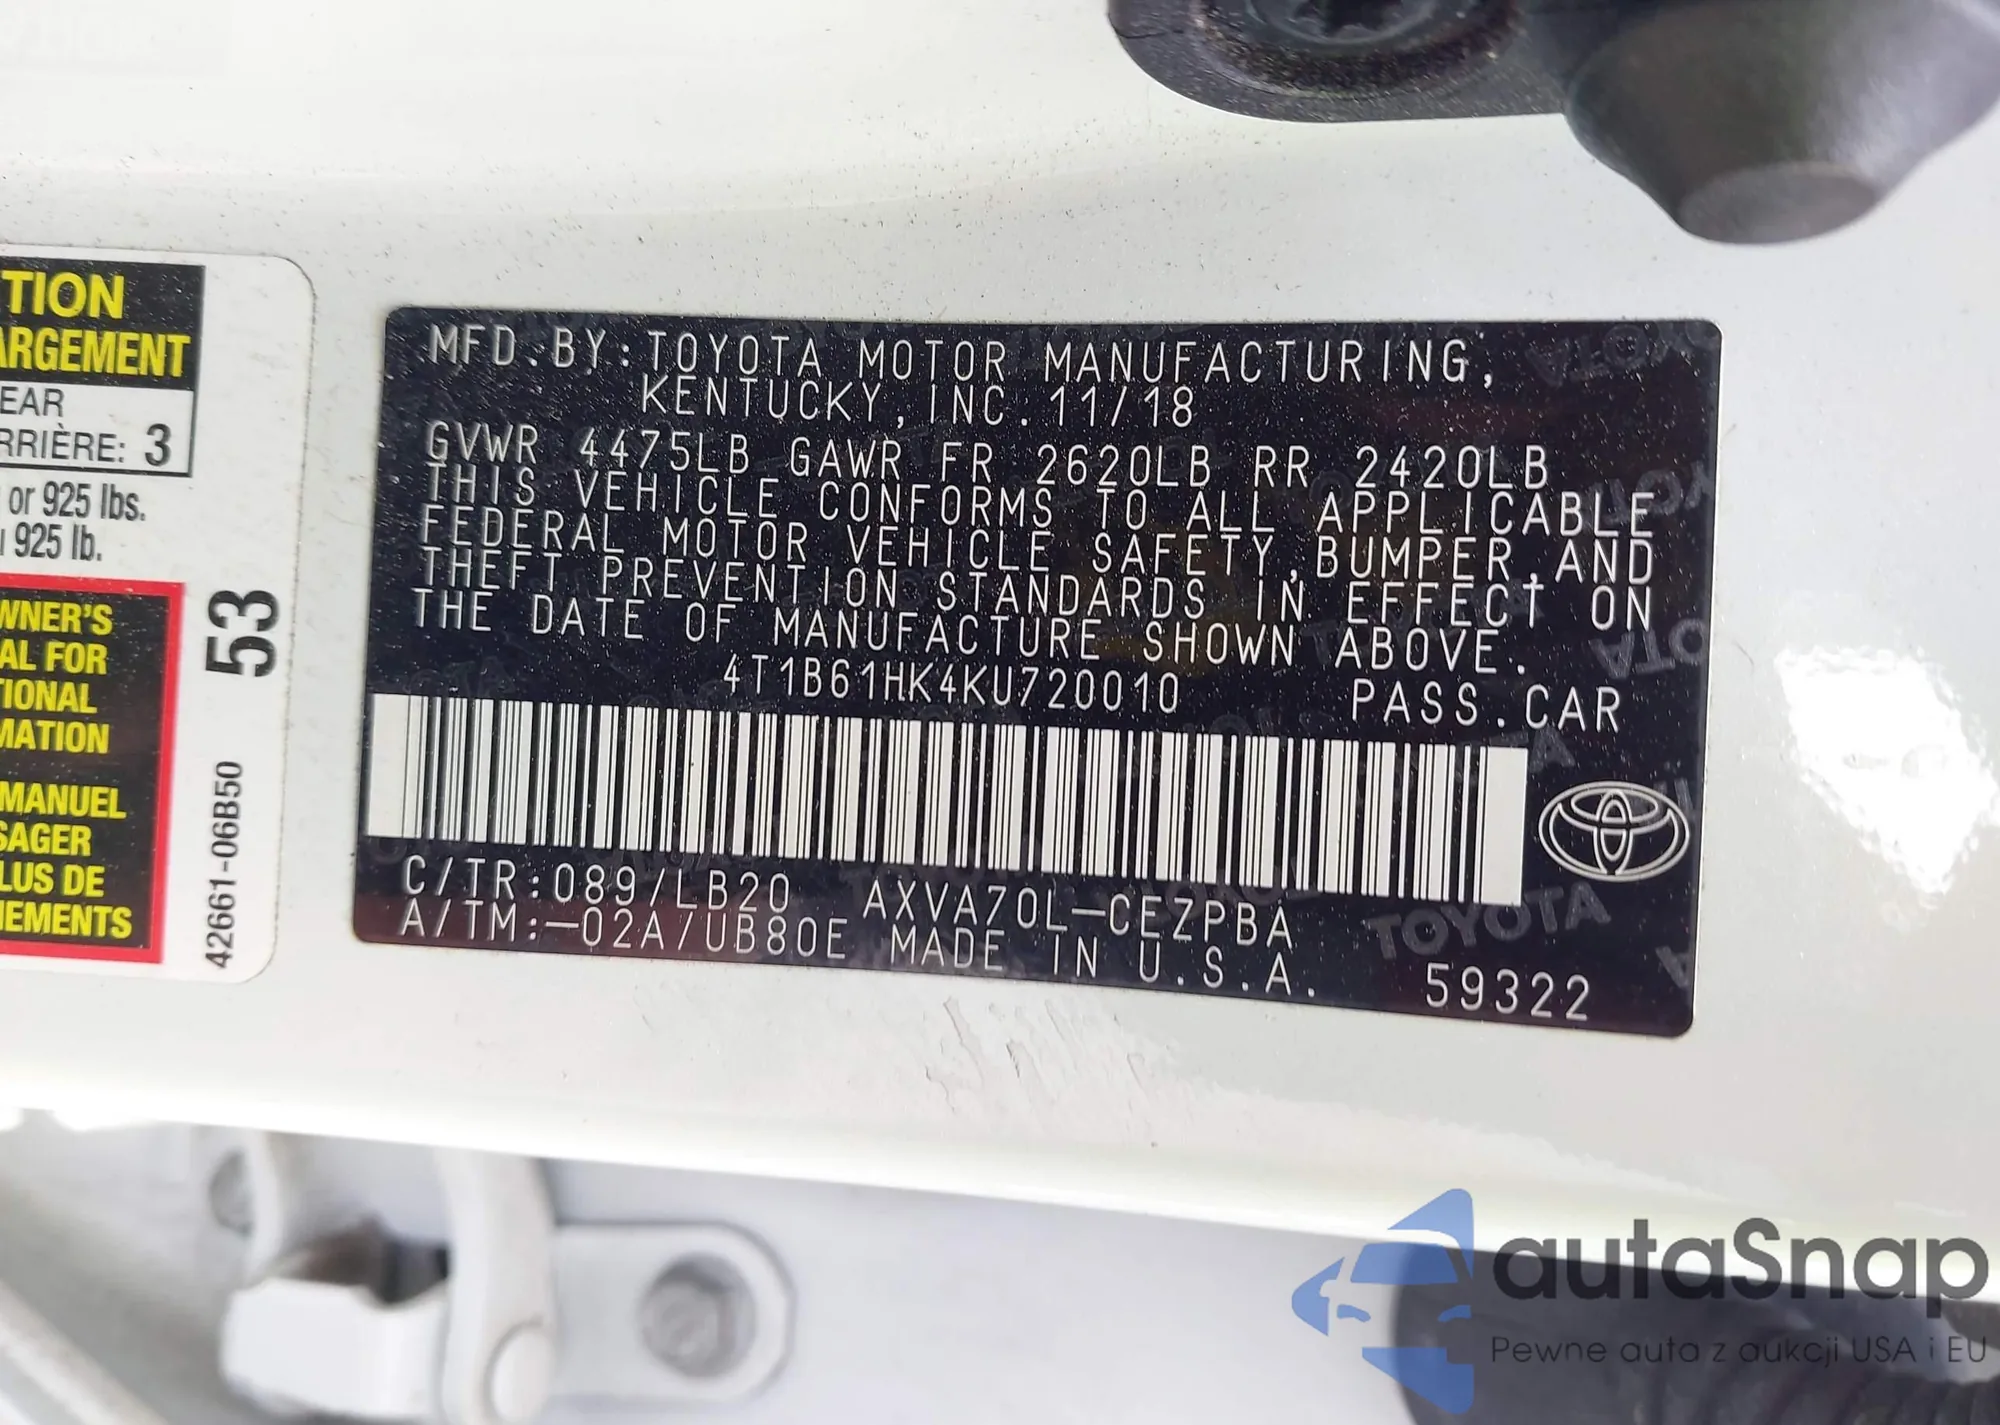 TION
ARGEMENT
EAR
RRIÈRE: 3
or 925 lbs.
925 lb.
WNER'S
AL FOR
TIONAL
MATION
MANUEL
SAGER
LUS DE
NEMENTS
53
42661-06B50
MFD.BY:TOYOTA MOTOR MANUFACTURING,
KENTUCKY,INC.11/18
GVWR 4475LB GAWR FR 2620LB RR 2420LB
THIS VEHICLE CONFORMS TO ALL APPLICABLE
FEDERAL MOTOR VEHICLE SAFETY,BUMPER,AND
THEFT PREVENTION STANDARDS IN EFFECT ON
THE DATE OF MANUFACTURE SHOWN ABOVE.
4T1B61HK4KU720010 PASS.CAR
C/TR:089/LB20 AXVA70L-CEZPBA
A/TM:-02A/UB80E MADE IN U.S.A.
59322
TOYOTA
autaSnap
Pewne auta z aukcji USA i EU